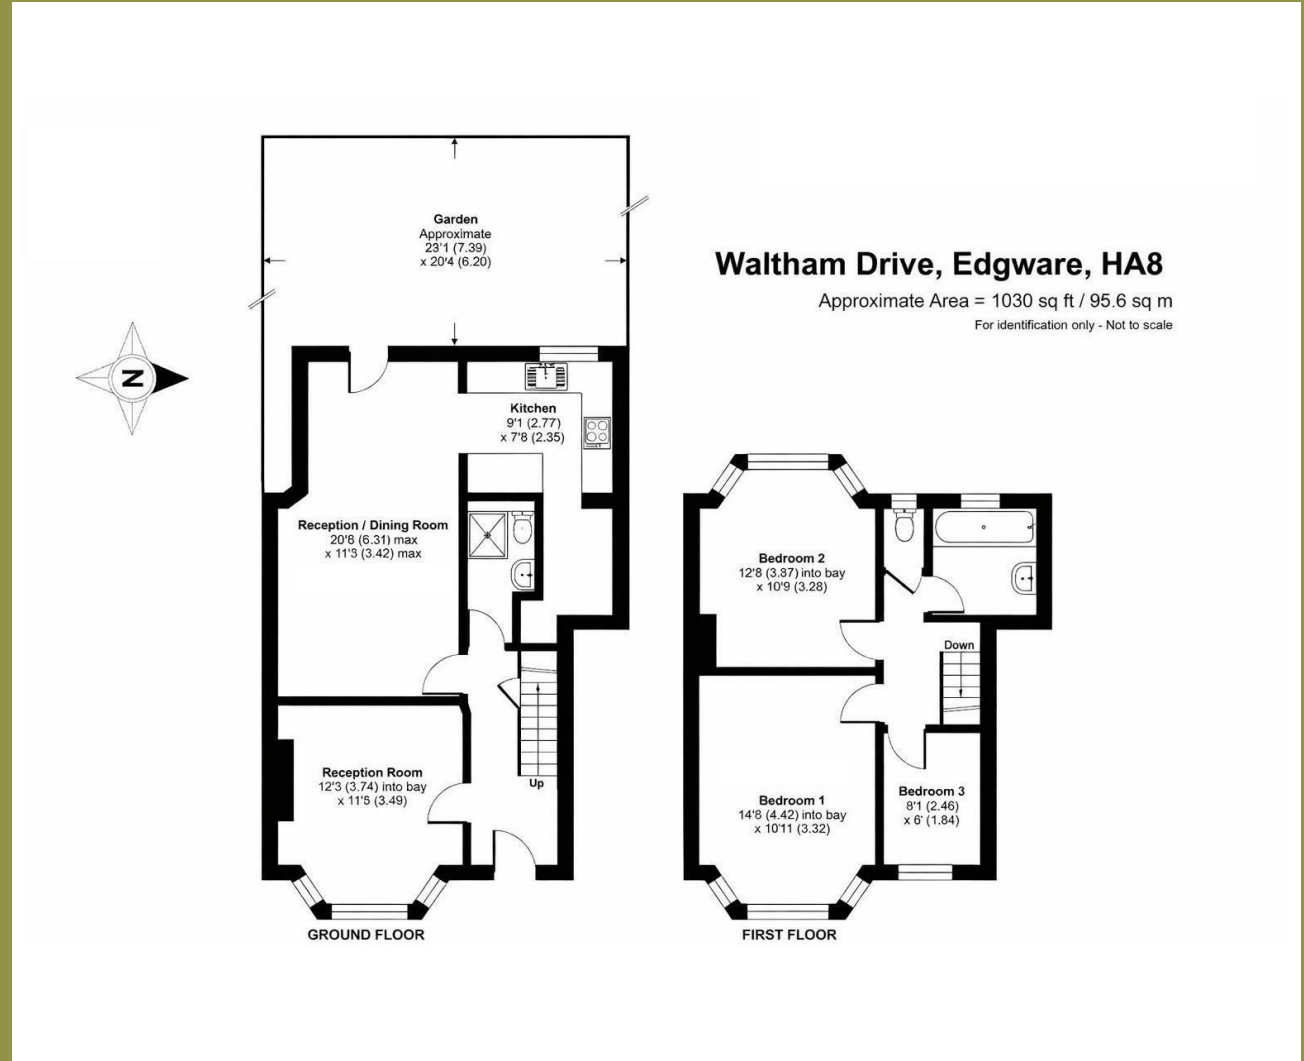 Garden
Approximate
23'1 (7.39)
x 20'4 (6.20)
Waltham Drive, Edgware, HA8
Approximate Area = 1030 sq ft / 95.6 sq m
For identification only - Not to scale
N
Kitchen
9'1 (2.77)
x 7'8 (2.35)
Reception / Dining Room
20'8 (6.31) max
x 11'3 (3.42) max
Bedroom 2
12'8 (3.87) into bay
x 10'9 (3.28)
Down
Reception Room
12'3 (3.74) into bay
x 11'5 (3.49)
Up
Bedroom 1
14'8 (4.42) into bay
x 10'11 (3.32)
Bedroom 3
8'1 (2.46)
x 6' (1.84)
GROUND FLOOR
FIRST FLOOR